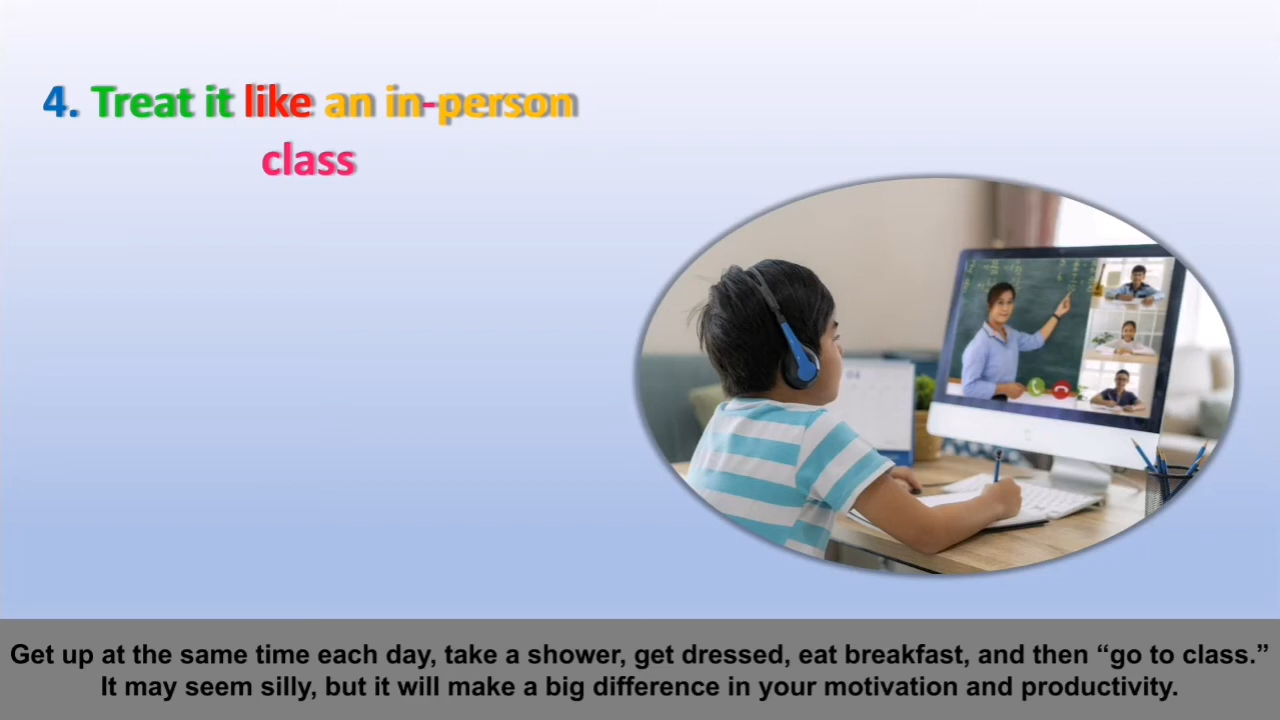 4. Treat it like an in-person
class
Get up at the same time each day, take a shower, get dressed, eat breakfast, and then “go to class.”
It may seem silly, but it will make a big difference in your motivation and productivity.